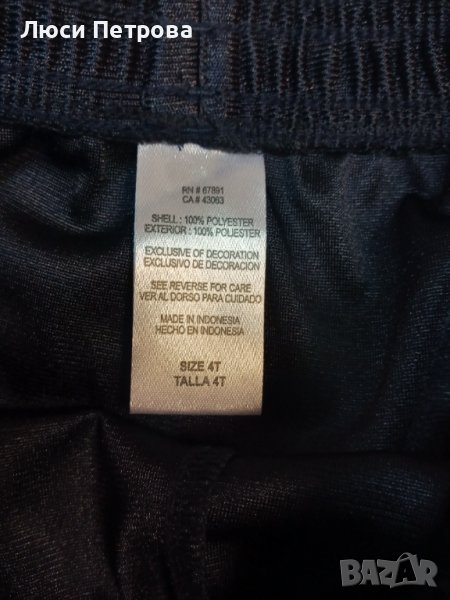 Люси Петрова
RN # 67891
CA # 43063
SHELL : 100% POLYESTER
EXTERIOR : 100% POLIESTER
EXCLUSIVE OF DECORATION
EXCLUSIVO DE DECORACION
SEE REVERSE FOR CARE
VER AL DORSO PARA CUIDADO
MADE IN INDONESIA
HECHO EN INDONESIA
SIZE 4T
TALLA 4T
BAZAR